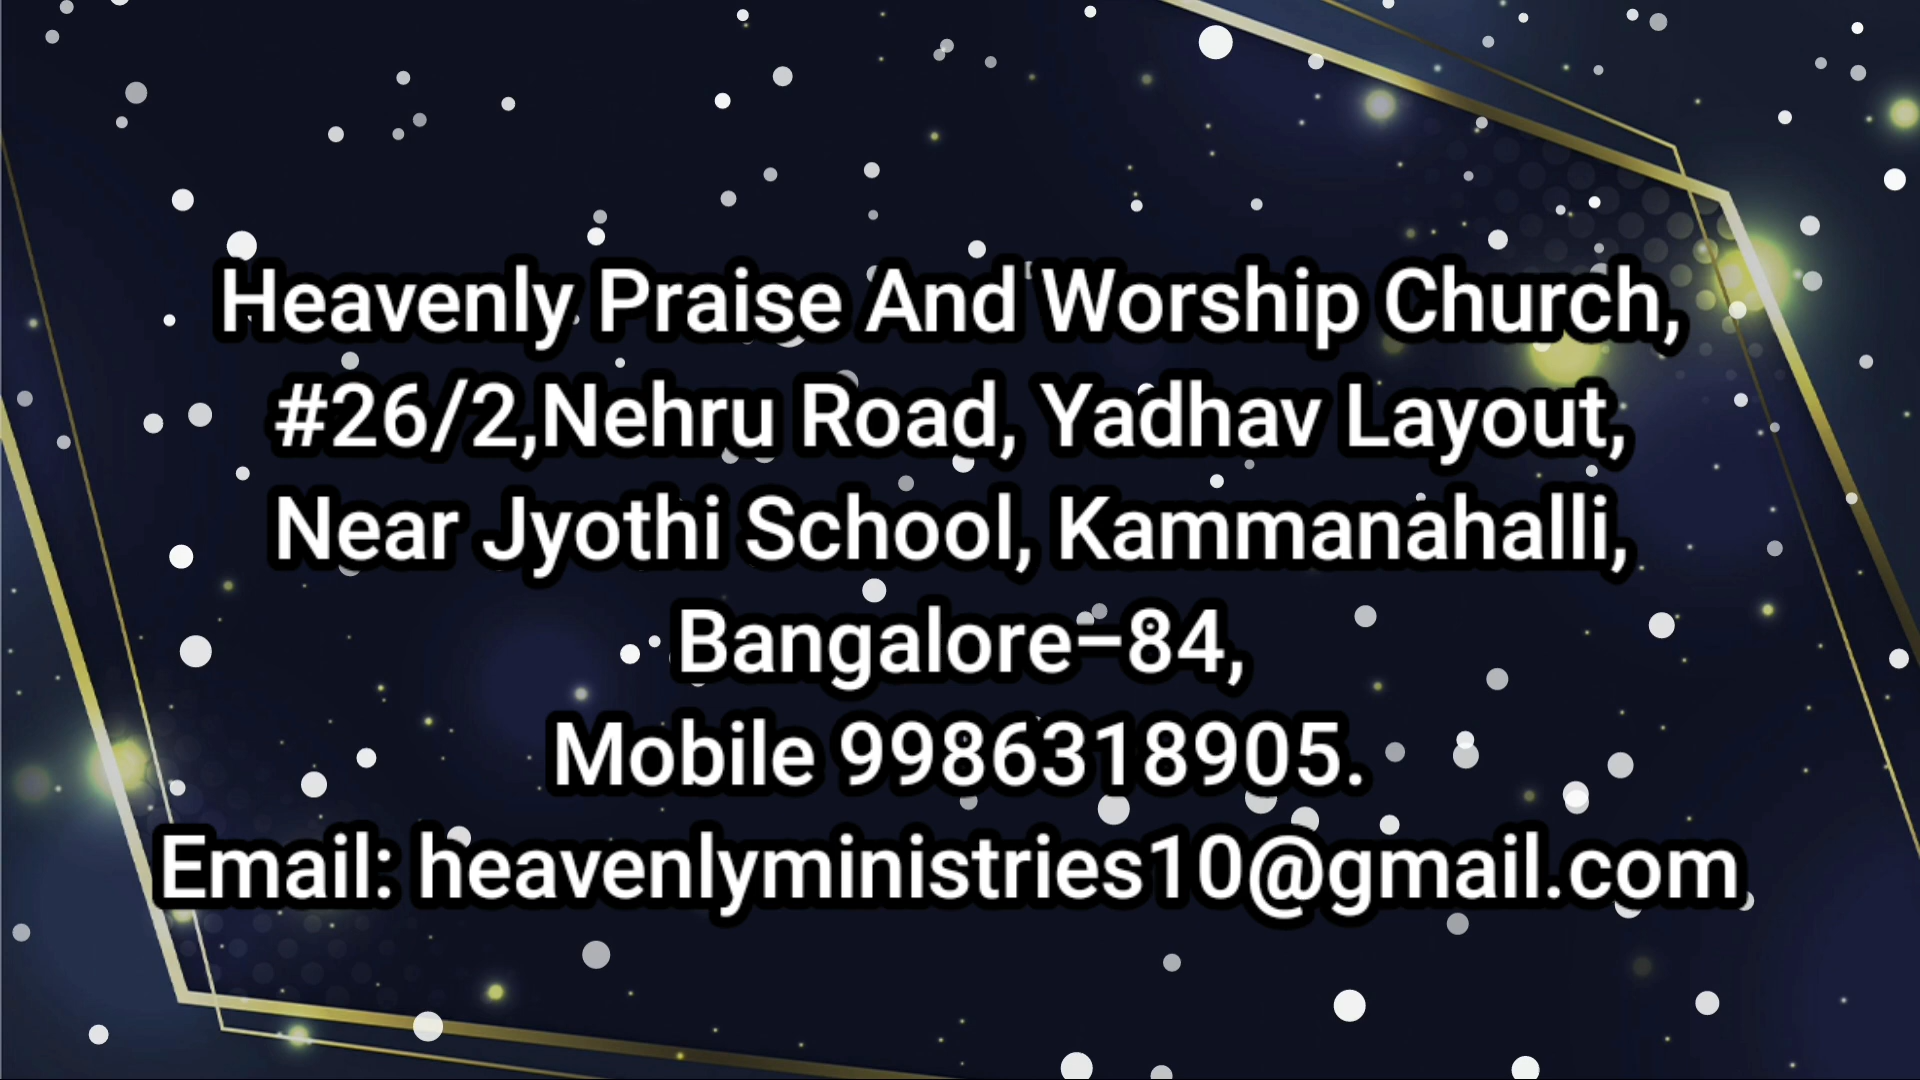 Heavenly Praise And Worship Church,
#26/2,Nehru Road, Yadhav Layout,
Near Jyothi School, Kammanahalli,
Bangalore–84,
Mobile 9986318905.
Email: heavenlyministries10@gmail.com